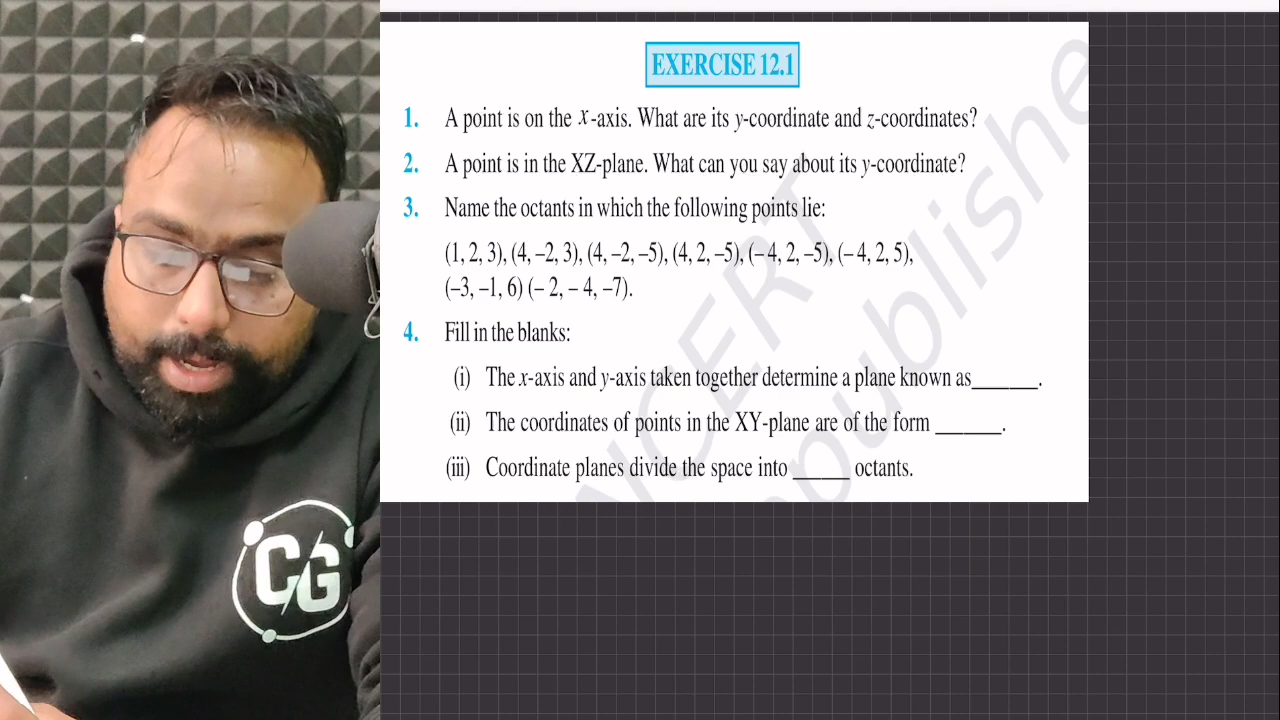 EXERCISE 12.1
1. A point is on the x-axis. What are its y-coordinate and z-coordinates?
2. A point is in the XZ-plane. What can you say about its y-coordinate?
3. Name the octants in which the following points lie:
(1, 2, 3), (4, –2, 3), (4, –2, –5), (4, 2, –5), (– 4, 2, –5), (– 4, 2, 5),
(–3, –1, 6) (– 2, – 4, –7).
4. Fill in the blanks:
(i) The x-axis and y-axis taken together determine a plane known as______.
(ii) The coordinates of points in the XY-plane are of the form ______.
(iii) Coordinate planes divide the space into ______ octants.
NCERT
publishe
CG